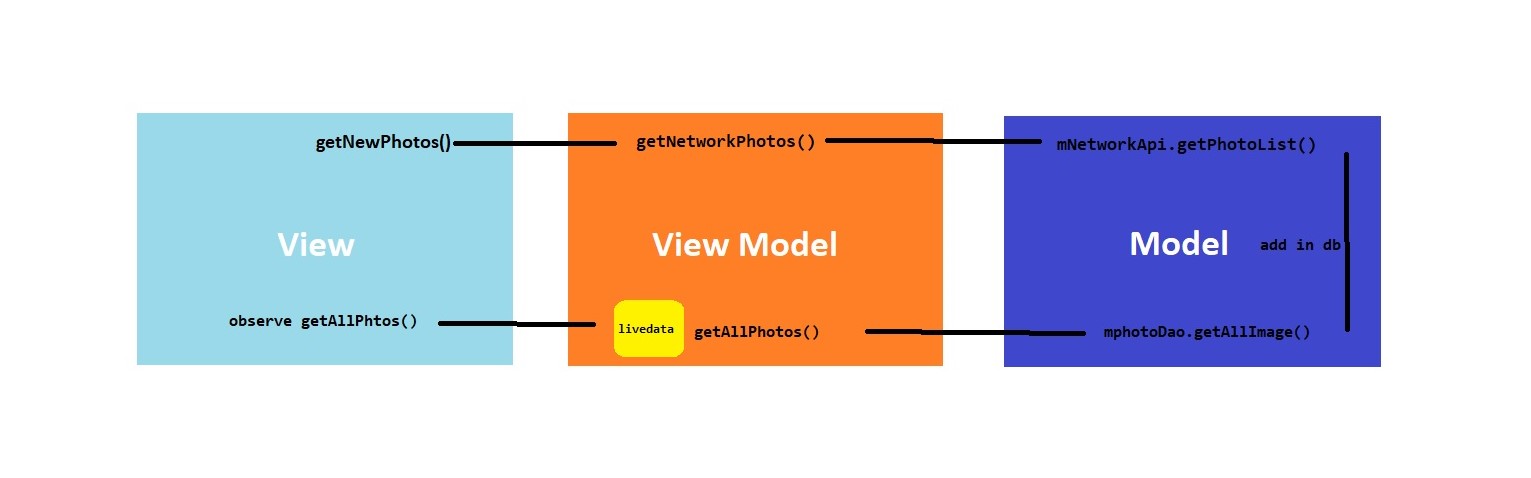 getNewPhotos()
getNetworkPhotos()
mNetworkApi.getPhotoList()
View
View Model
Model
add in db
observe getAllPhtos()
livedata
getAllPhotos()
mphotoDao.getAllImage()